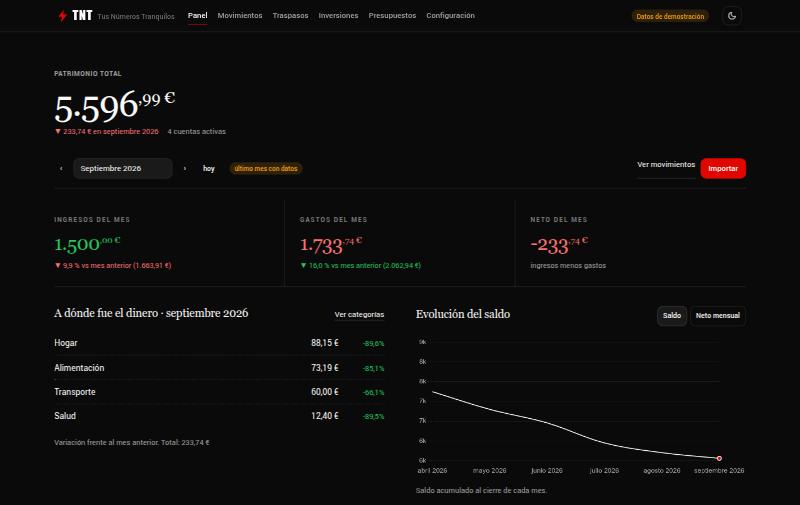 TNT Tus Números Tranquilos Panel Movimientos Traspasos Inversiones Presupuestos Configuración Datos de demostración
PATRIMONIO TOTAL
5.596,99 €
▼ 233,74 € en septiembre 2026 4 cuentas activas
‹ Septiembre 2026 › hoy último mes con datos Ver movimientos Importar
INGRESOS DEL MES GASTOS DEL MES NETO DEL MES
1.500,00 € 1.733,74 € -233,74 €
▼ 9,9 % vs mes anterior (1.663,91 €) ▼ 16,0 % vs mes anterior (2.062,94 €) ingresos menos gastos
A dónde fue el dinero · septiembre 2026 Ver categorías
Hogar 88,15 € -89,6%
Alimentación 73,19 € -85,1%
Transporte 60,00 € -66,1%
Salud 12,40 € -89,5%
Variación frente al mes anterior. Total: 233,74 €
Evolución del saldo Saldo Neto mensual
9k
8k
8k
7k
7k
6k
6k
abril 2026 mayo 2026 junio 2026 julio 2026 agosto 2026 septiembre 2026
Saldo acumulado al cierre de cada mes.